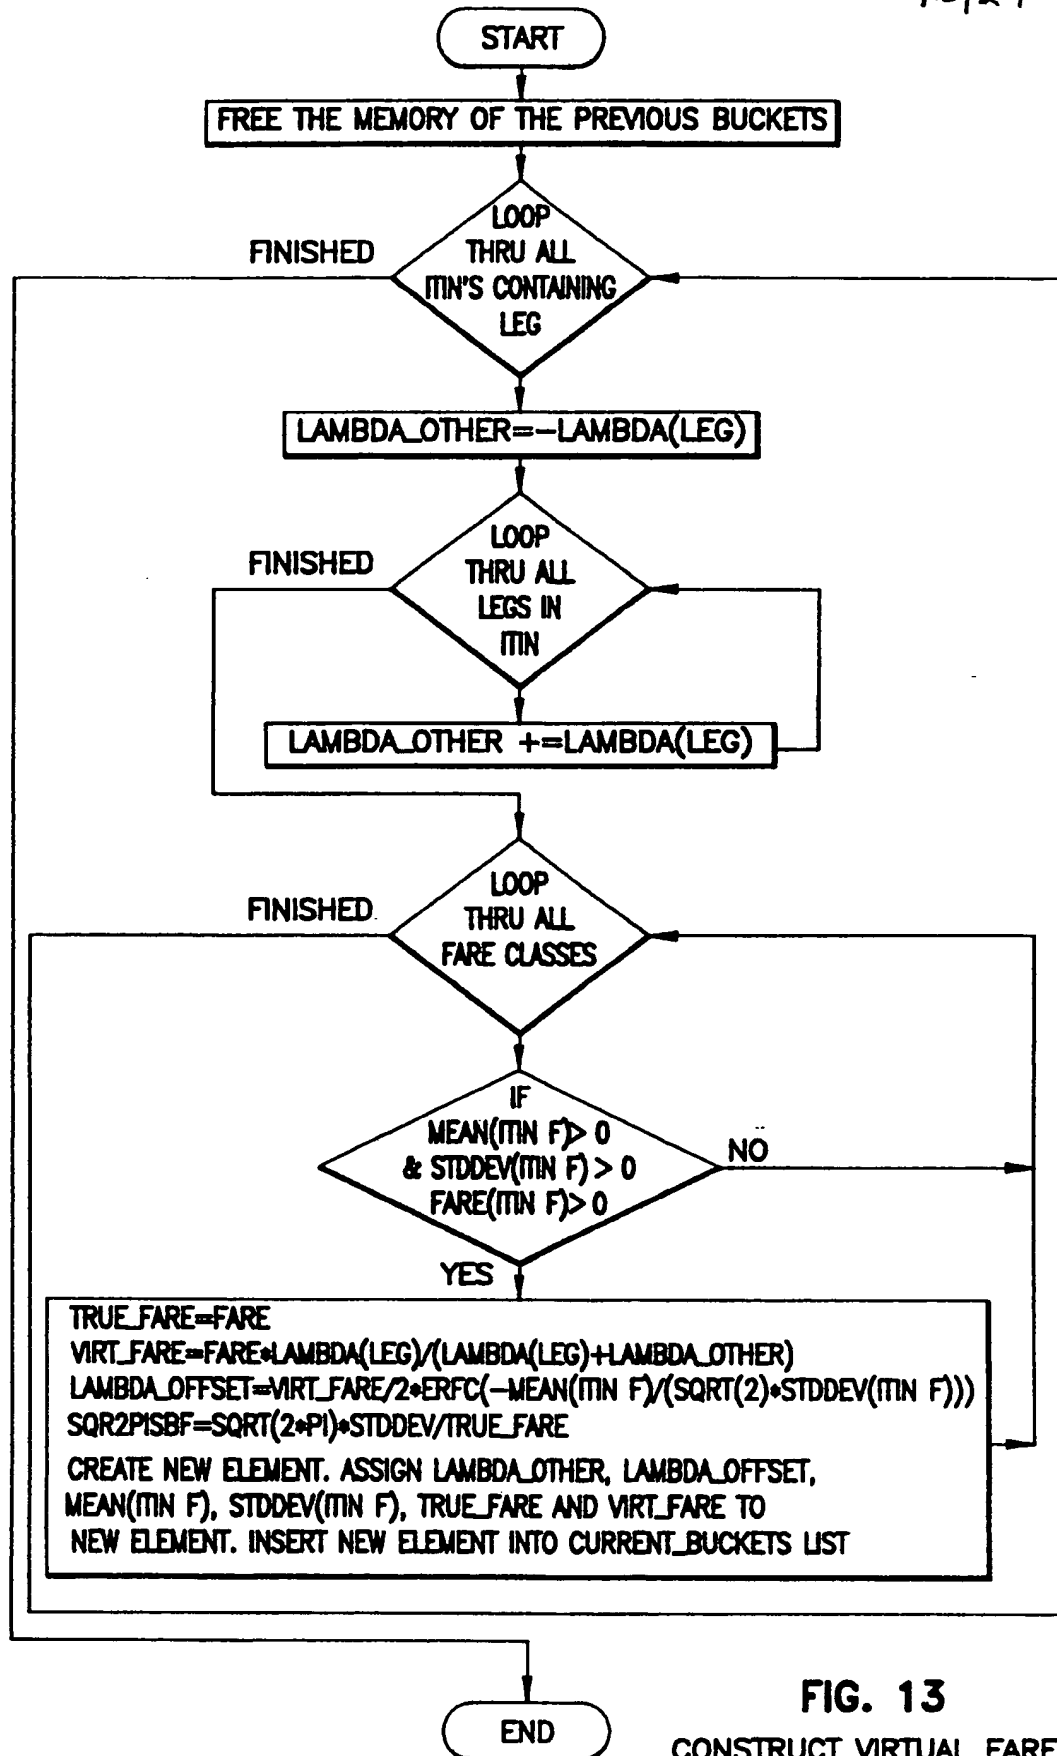 START
FREE THE MEMORY OF THE PREVIOUS BUCKETS
LOOP
THRU ALL
ITIN'S CONTAINING
LEG
FINISHED
LAMBDA_OTHER=-LAMBDA(LEG)
LOOP
THRU ALL
LEGS IN
ITIN
FINISHED
LAMBDA_OTHER +=LAMBDA(LEG)
LOOP
THRU ALL
FARE CLASSES
FINISHED
IF
MEAN(ITIN F)>0
& STDDEV(ITIN F)>0
FARE(ITIN F)>0
NO
YES
TRUE_FARE=FARE
VIRT_FARE=FARE*LAMBDA(LEG)/(LAMBDA(LEG)+LAMBDA_OTHER)
LAMBDA_OFFSET=VIRT_FARE/2*ERFC(-MEAN(ITIN F)/(SQRT(2)*STDDEV(ITIN F)))
SQR2PISBF=SQRT(2*PI)*STDDEV/TRUE_FARE
CREATE NEW ELEMENT. ASSIGN LAMBDA_OTHER, LAMBDA_OFFSET,
MEAN(ITIN F), STDDEV(ITIN F), TRUE_FARE AND VIRT_FARE TO
NEW ELEMENT. INSERT NEW ELEMENT INTO CURRENT_BUCKETS LIST
END
FIG. 13
CONSTRUCT VIRTUAL FARE